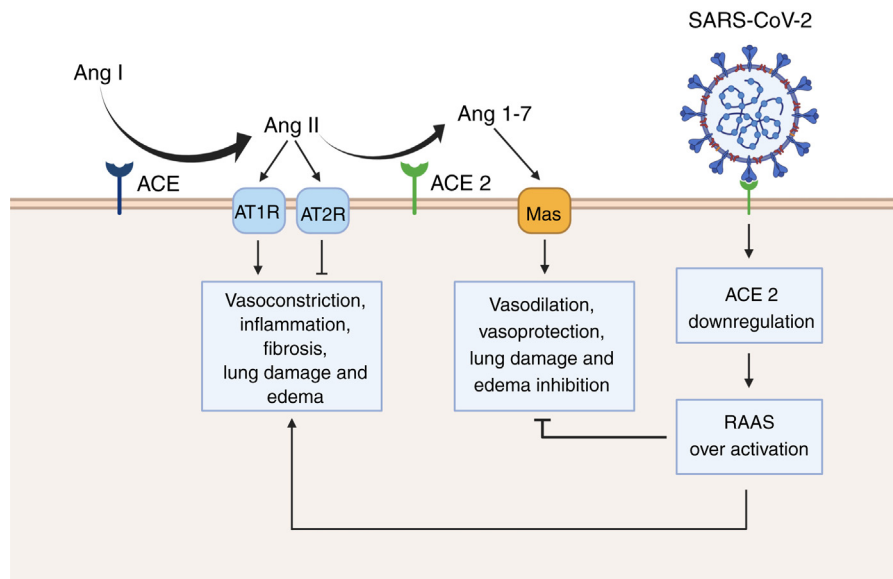 SARS-CoV-2
Ang I
Ang II
Ang 1-7
ACE
ACE 2
AT1R
AT2R
Mas
Vasoconstriction,
inflammation,
fibrosis,
lung damage and
edema
Vasodilation,
vasoprotection,
lung damage and
edema inhibition
ACE 2
downregulation
RAAS
over activation